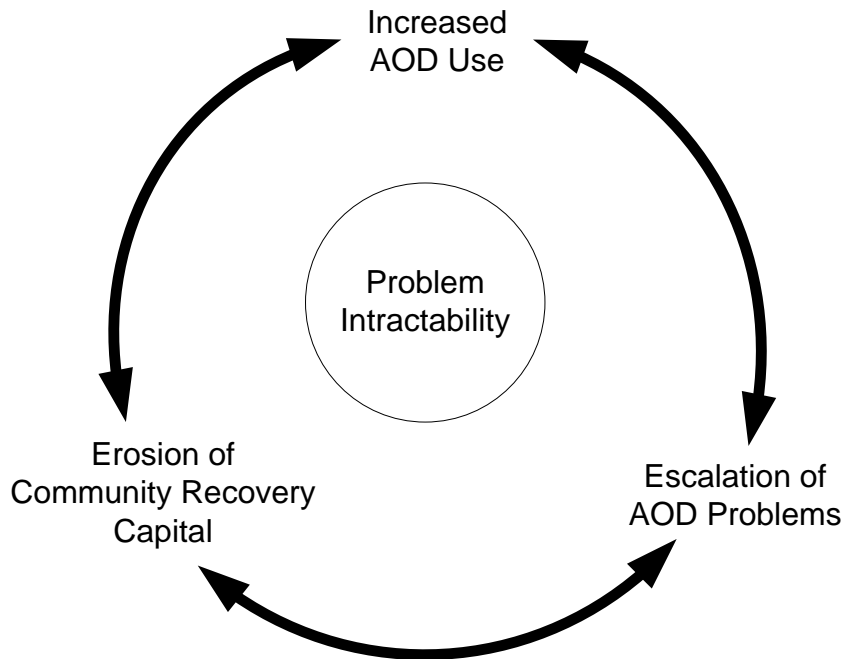 Increased
AOD Use
Problem
Intractability
Erosion of
Community Recovery
Capital
Escalation of
AOD Problems